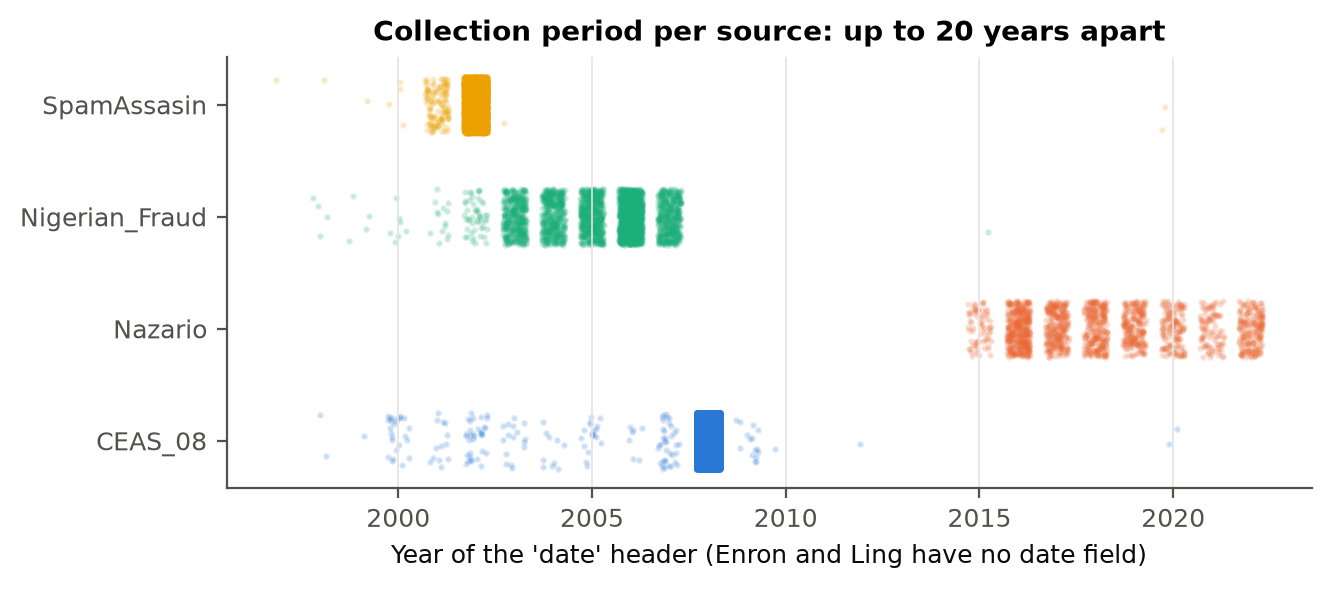 Collection period per source: up to 20 years apart
SpamAssasin
Nigerian_Fraud
Nazario
CEAS_08
2000 2005 2010 2015 2020
Year of the 'date' header (Enron and Ling have no date field)